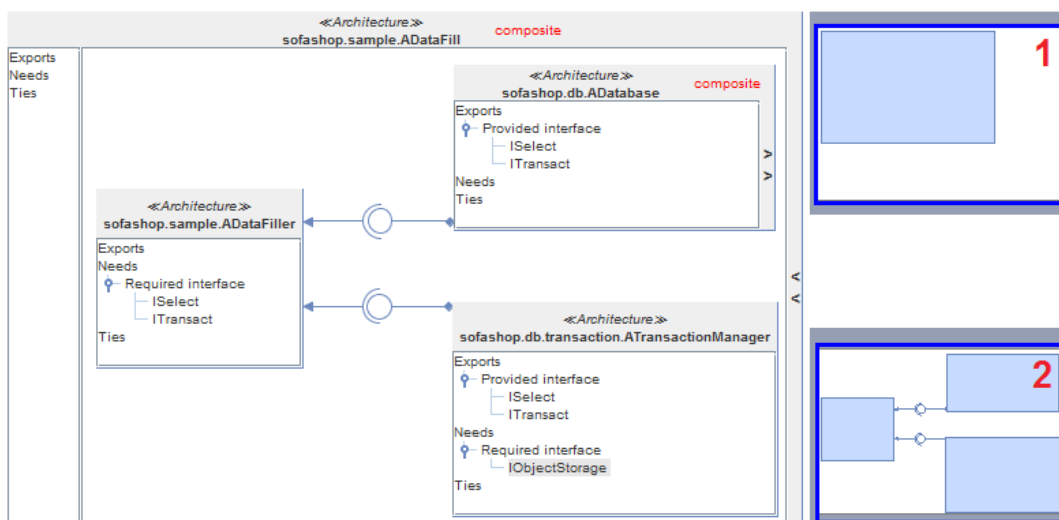 ≪Architecture≫
sofashop.sample.ADataFill
composite
Exports
Needs
Ties
≪Architecture≫
sofashop.db.ADatabase
composite
Exports
Provided interface
ISelect
ITransact
Needs
Ties
>
>
≪Architecture≫
sofashop.sample.ADataFiller
Exports
Needs
Required interface
ISelect
ITransact
Ties
≪Architecture≫
sofashop.db.transaction.ATransactionManager
Exports
Provided interface
ISelect
ITransact
Needs
Required interface
IObjectStorage
Ties
<
<
1
2